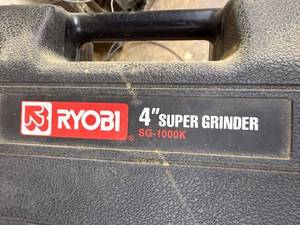 RYOBI®
4" SUPER GRINDER
SG-1000K